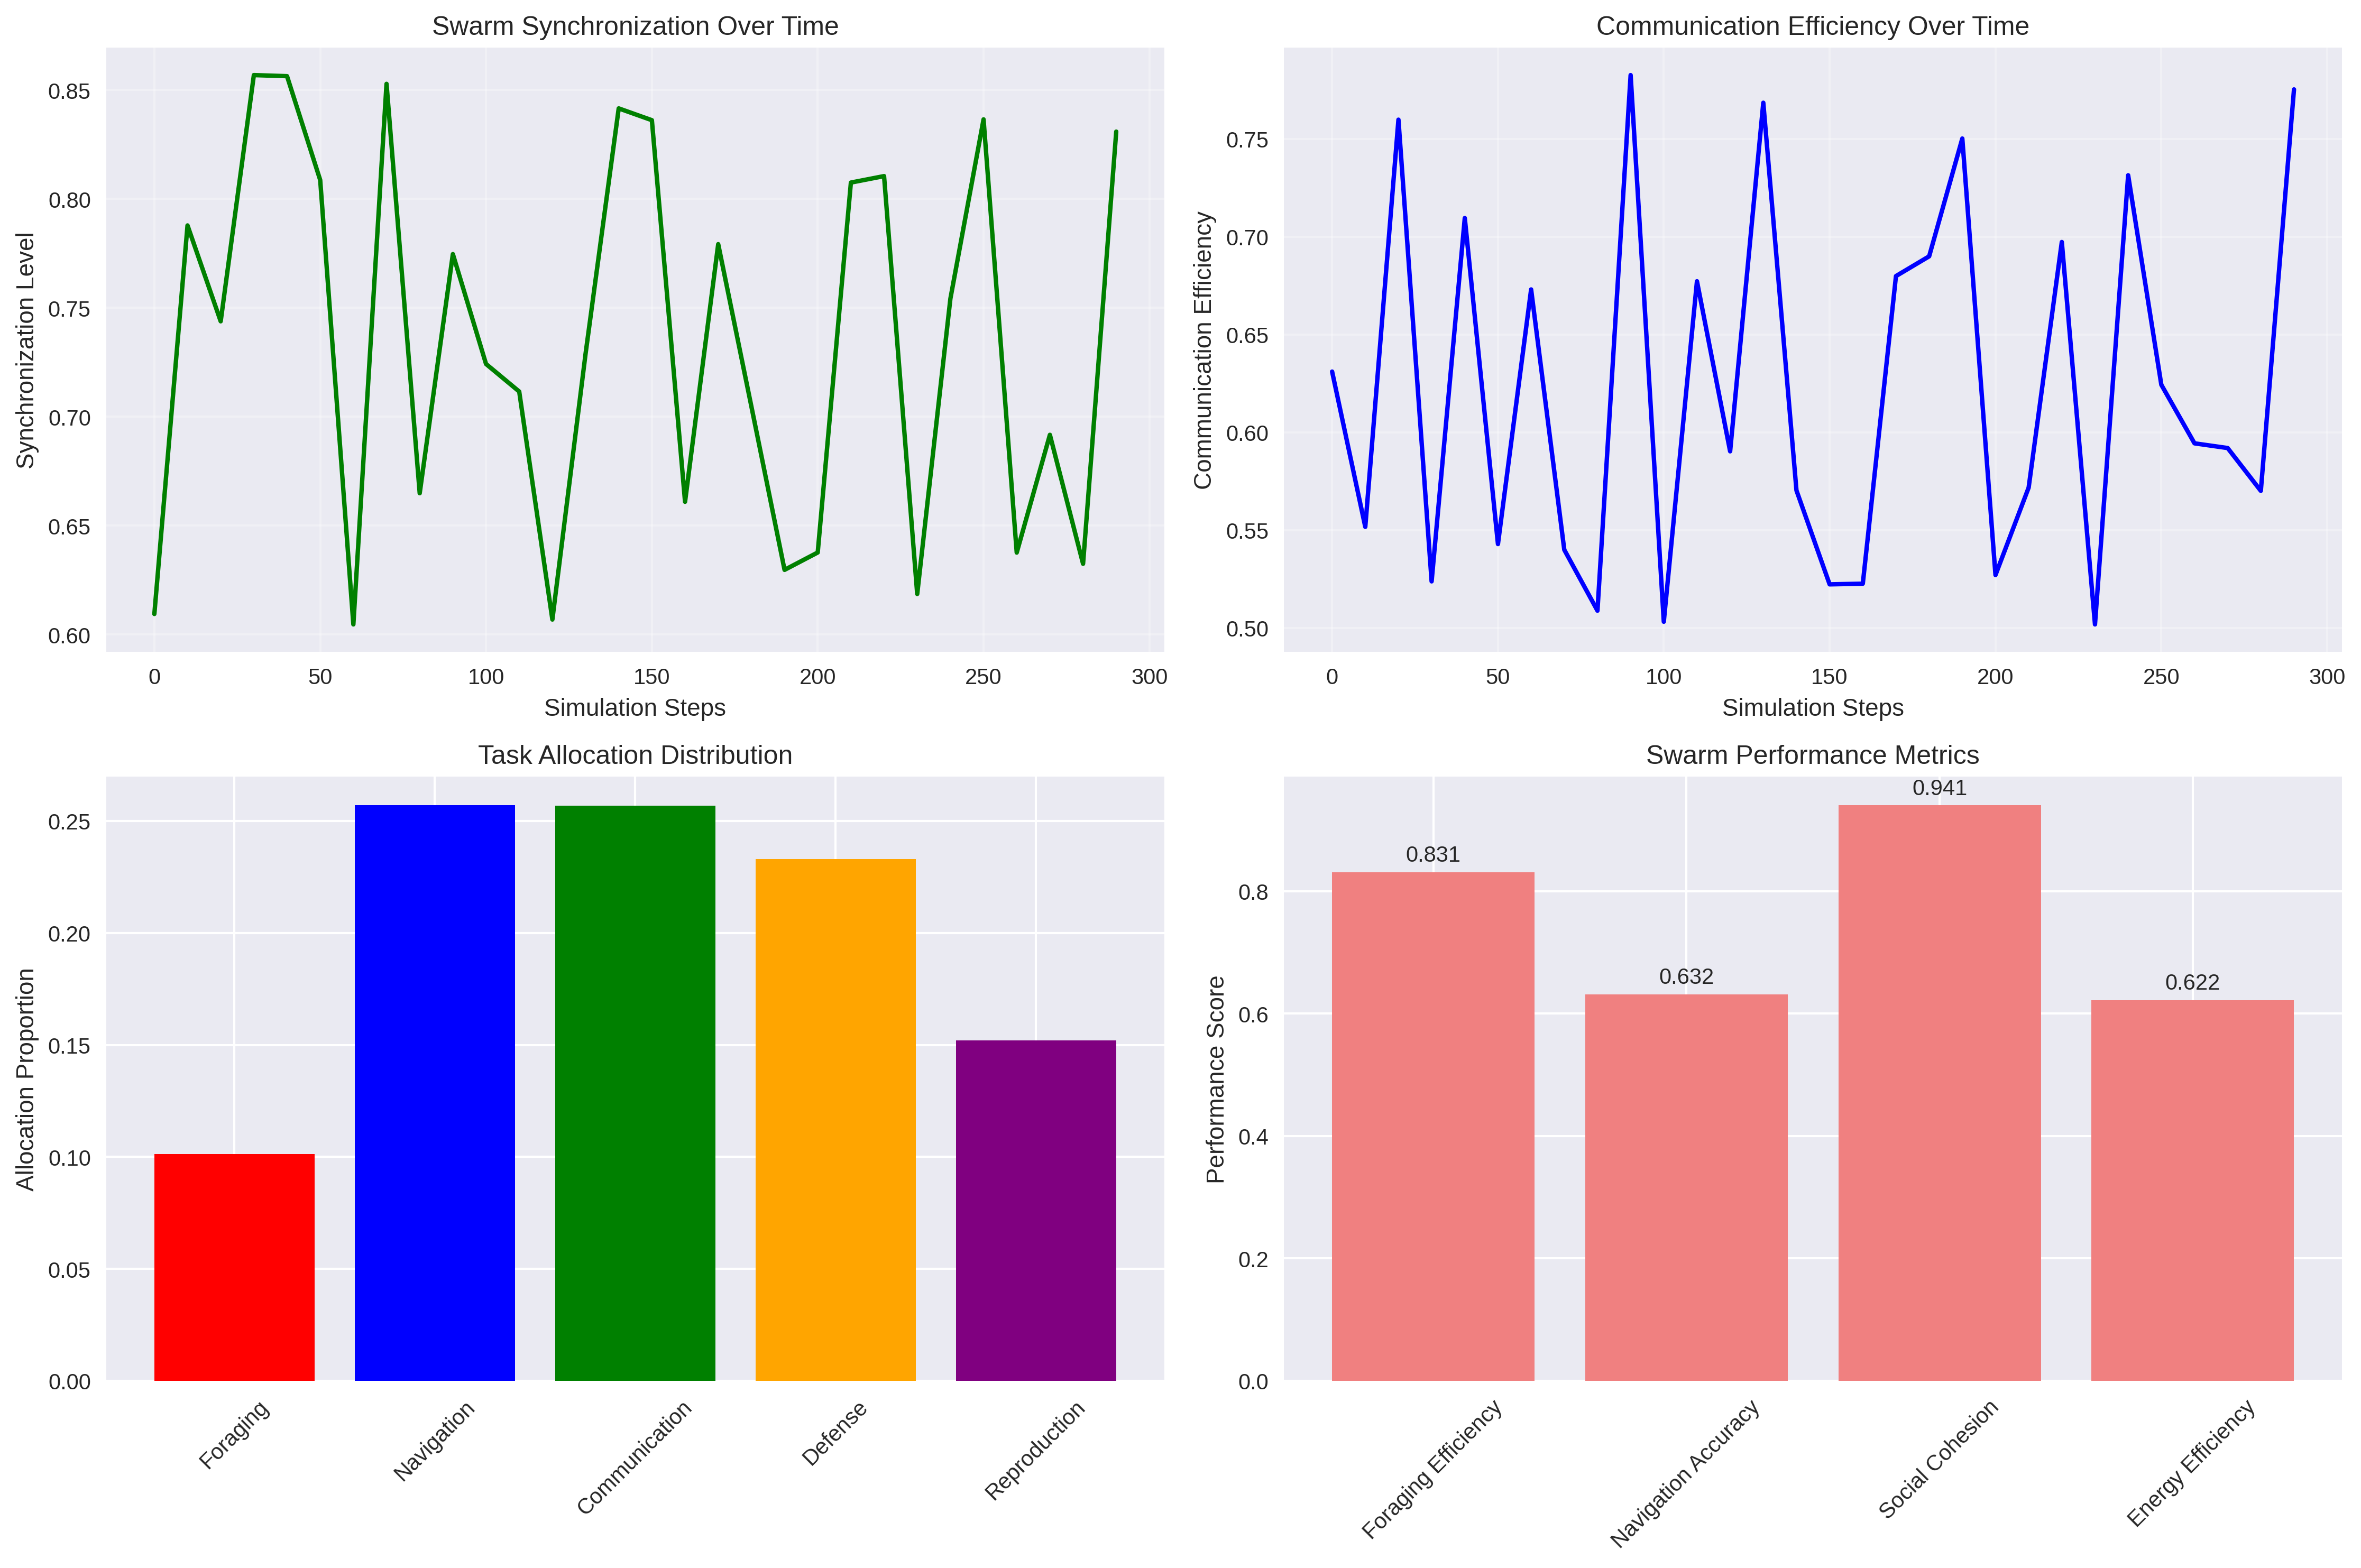 Swarm Synchronization Over Time
Synchronization Level
0.85
0.80
0.75
0.70
0.65
0.60
0 50 100 150 200 250 300
Simulation Steps
Communication Efficiency Over Time
Communication Efficiency
0.75
0.70
0.65
0.60
0.55
0.50
0 50 100 150 200 250 300
Simulation Steps
Task Allocation Distribution
Allocation Proportion
0.25
0.20
0.15
0.10
0.05
0.00
Foraging
Navigation
Communication
Defense
Reproduction
Swarm Performance Metrics
Performance Score
0.8
0.6
0.4
0.2
0.0
0.831
0.632
0.941
0.622
Foraging Efficiency
Navigation Accuracy
Social Cohesion
Energy Efficiency